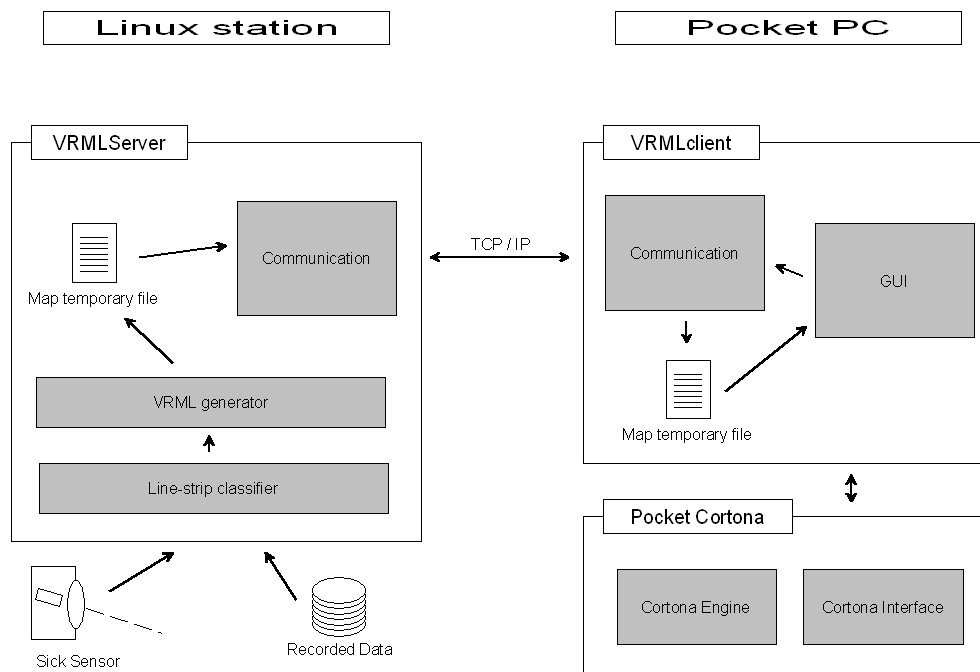 Linux station
Pocket PC
VRMLServer
VRMLclient
Communication
Map temporary file
TCP / IP
Communication
GUI
VRML generator
Map temporary file
Line-strip classifier
Pocket Cortona
Cortona Engine
Cortona Interface
Sick Sensor
Recorded Data